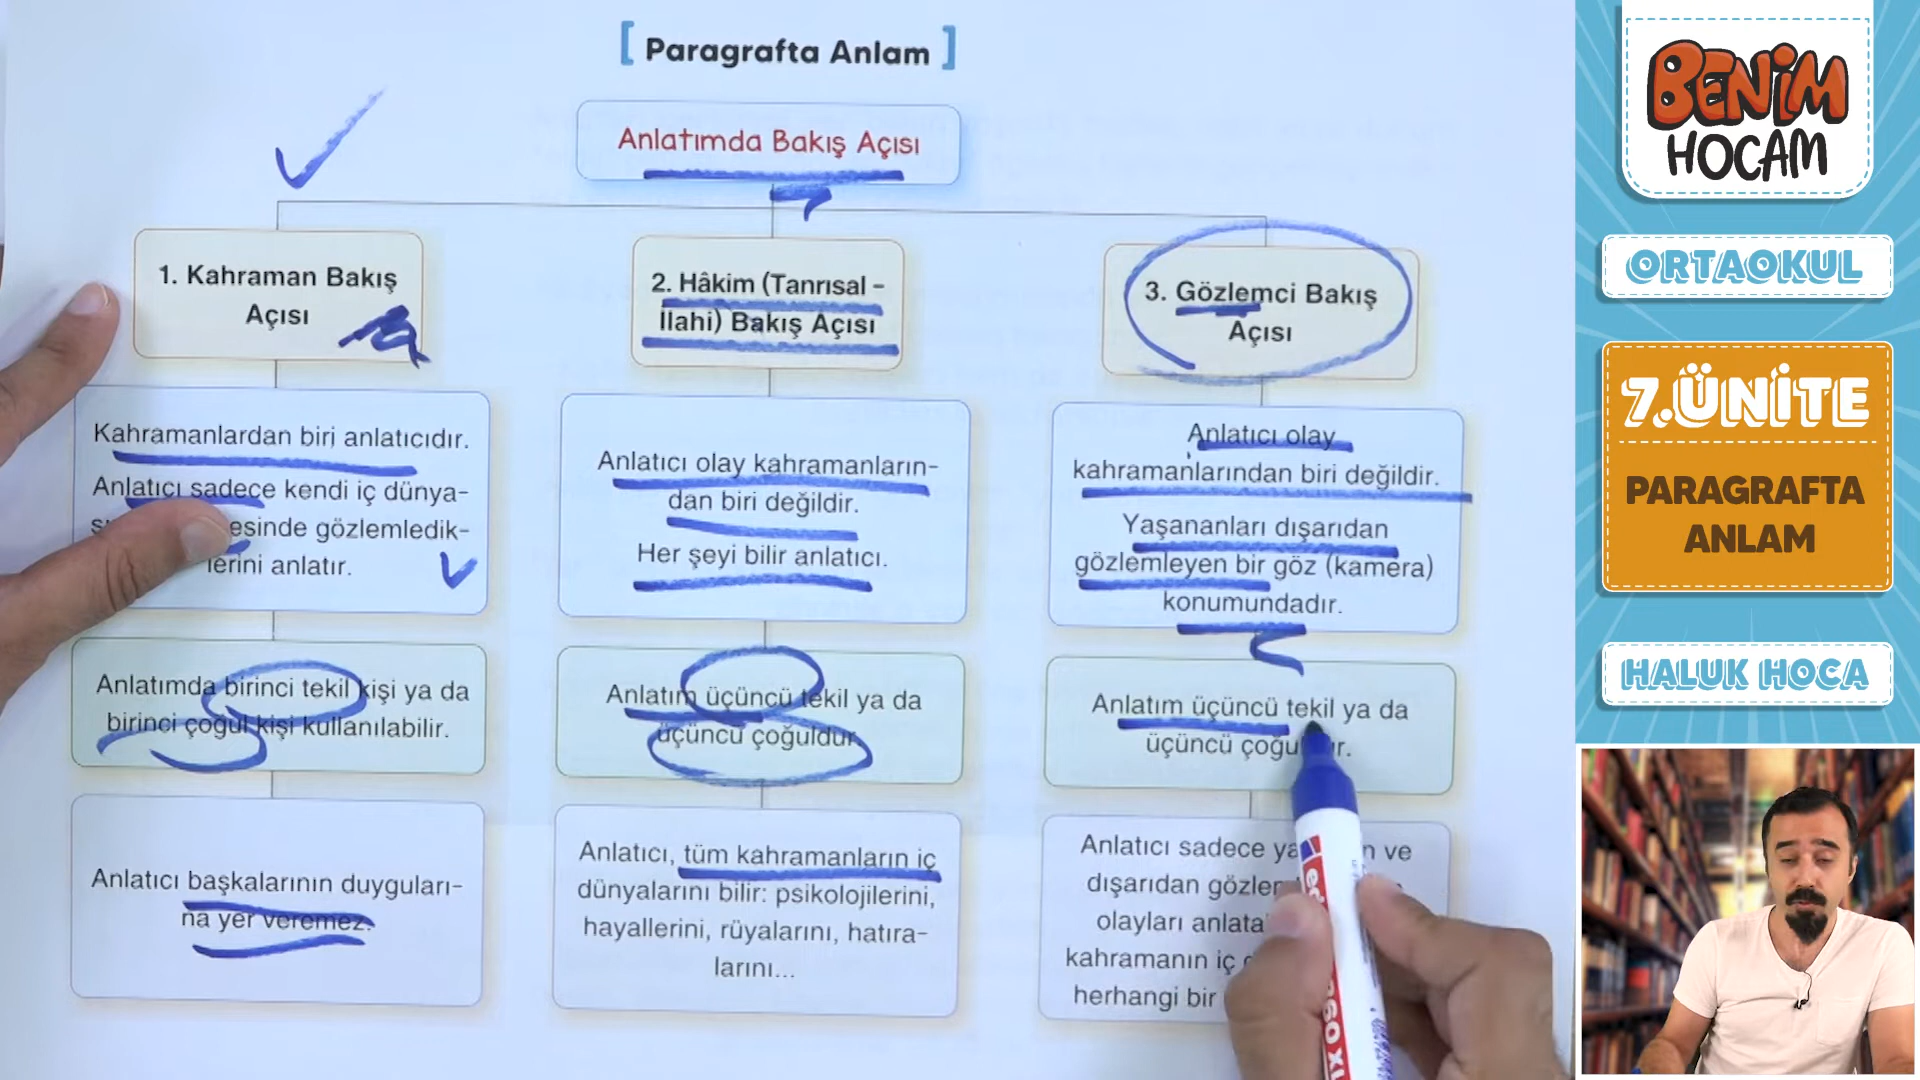 [ Paragrafta Anlam ]
Anlatımda Bakış Açısı
1. Kahraman Bakış
Açısı
Kahramanlardan biri anlatıcıdır.
Anlatıcı sadece kendi iç dünya-
esinde gözlemledik-
lerini anlatır.
Anlatımda birinci tekil kişi ya da
birinci çoğul kişi kullanılabilir.
Anlatıcı başkalarının duyguları-
na yer veremez.
2. Hâkim (Tanrısal -
İlahi) Bakış Açısı
Anlatıcı olay kahramanların-
dan biri değildir.
Her şeyi bilir anlatıcı.
Anlatım üçüncü tekil ya da
üçüncü çoğuldur.
Anlatıcı, tüm kahramanların iç
dünyalarını bilir: psikolojilerini,
hayallerini, rüyalarını, hatıra-
larını...
3. Gözlemci Bakış
Açısı
Anlatıcı olay
kahramanlarından biri değildir.
Yaşananları dışarıdan
gözlemleyen bir göz (kamera)
konumundadır.
Anlatım üçüncü tekil ya da
üçüncü
Anlatıcı sadece ve
dışarıdan
olayları
kahramanın iç
herhangi bir
BENİM
HOCAM
ORTAOKUL
7.ÜNİTE
PARAGRAFTA
ANLAM
HALUK HOCA